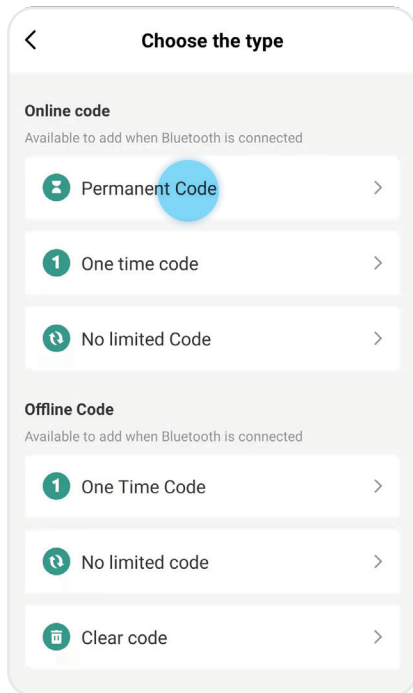 Choose the type
Online code
Available to add when Bluetooth is connected
Permanent Code
1 One time code
No limited Code
Offline Code
Available to add when Bluetooth is connected
1 One Time Code
No limited code
Clear code